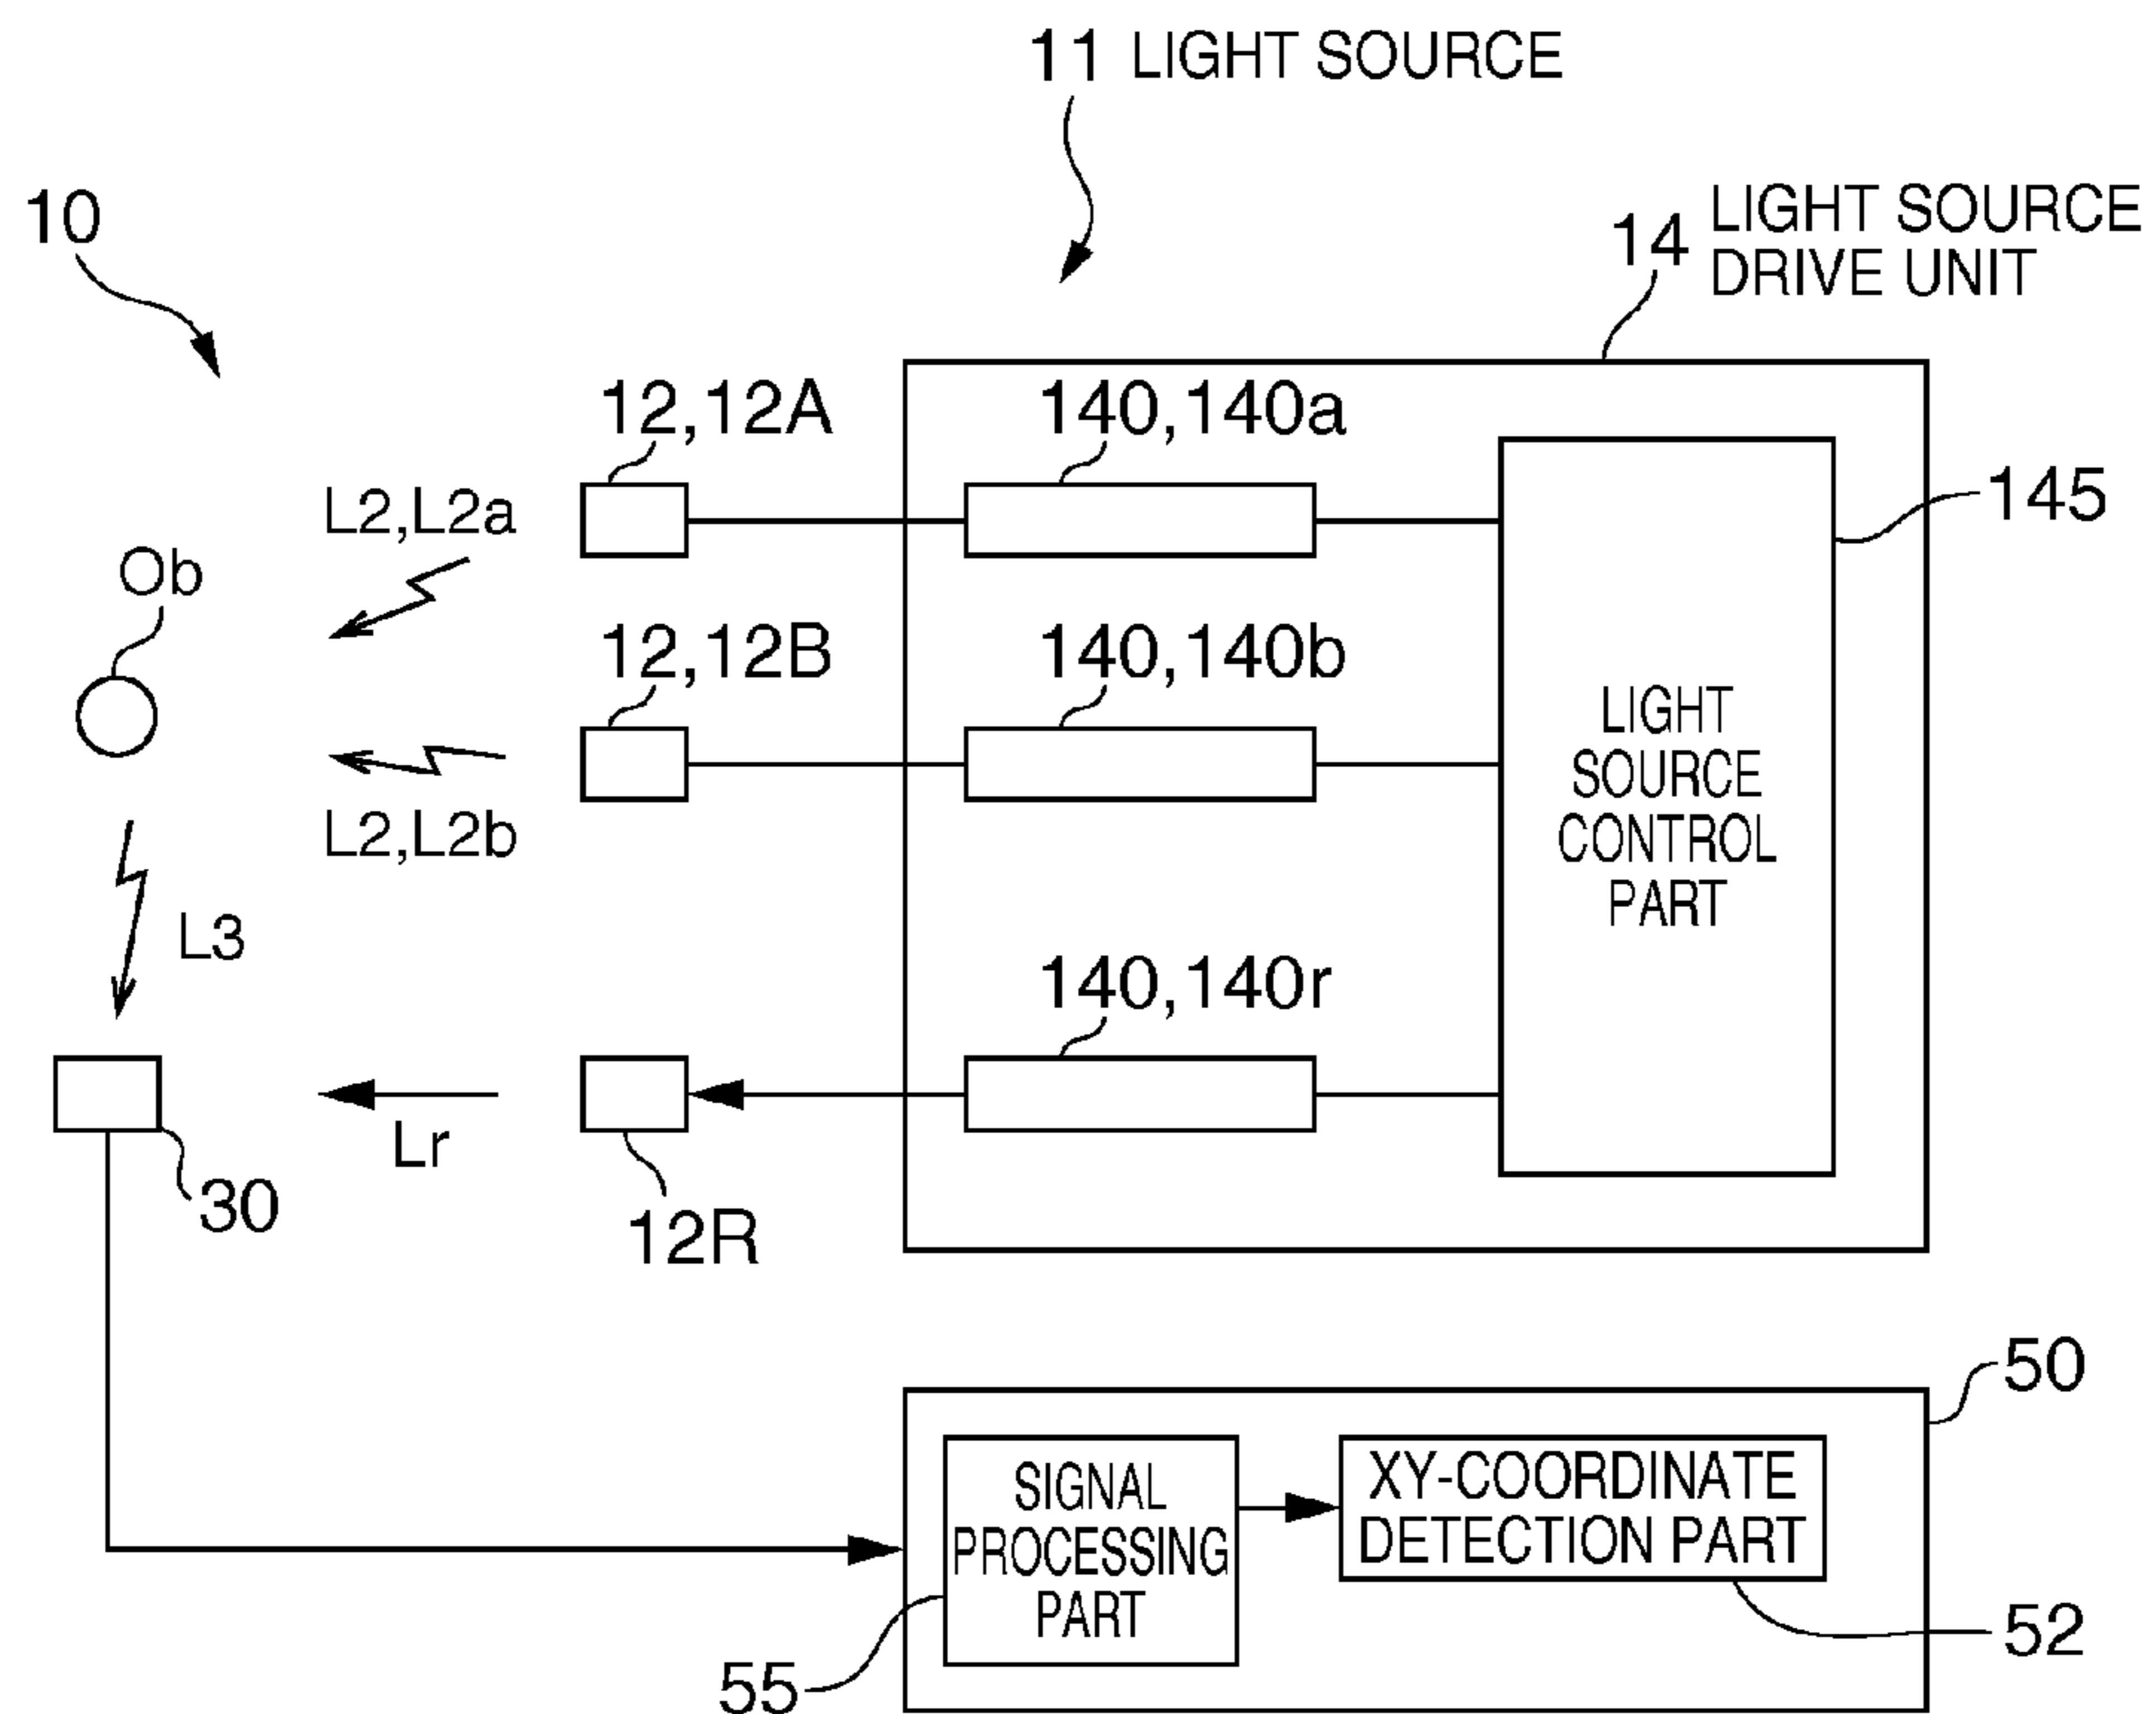 11 LIGHT SOURCE
10
14 LIGHT SOURCE
DRIVE UNIT
12,12A
140,140a
145
L2,L2a
Ob
12,12B
140,140b
LIGHT
SOURCE
CONTROL
PART
L2,L2b
L3
140,140r
Lr
30
12R
50
SIGNAL
PROCESSING
PART
XY-COORDINATE
DETECTION PART
52
55